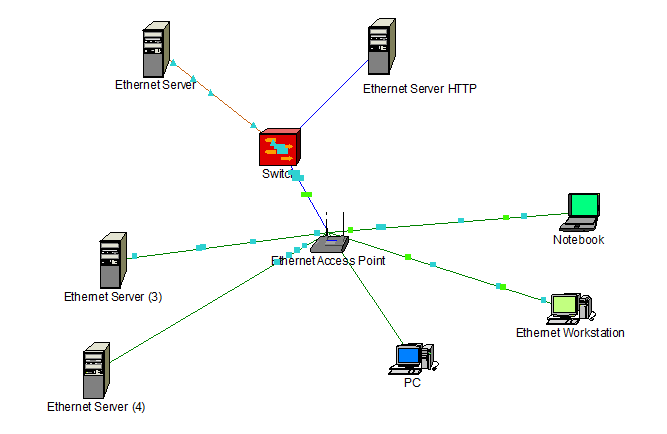 Ethernet Server
Ethernet Server HTTP
Switch
Notebook
Ethernet Access Point
Ethernet Server (3)
Ethernet Workstation
PC
Ethernet Server (4)